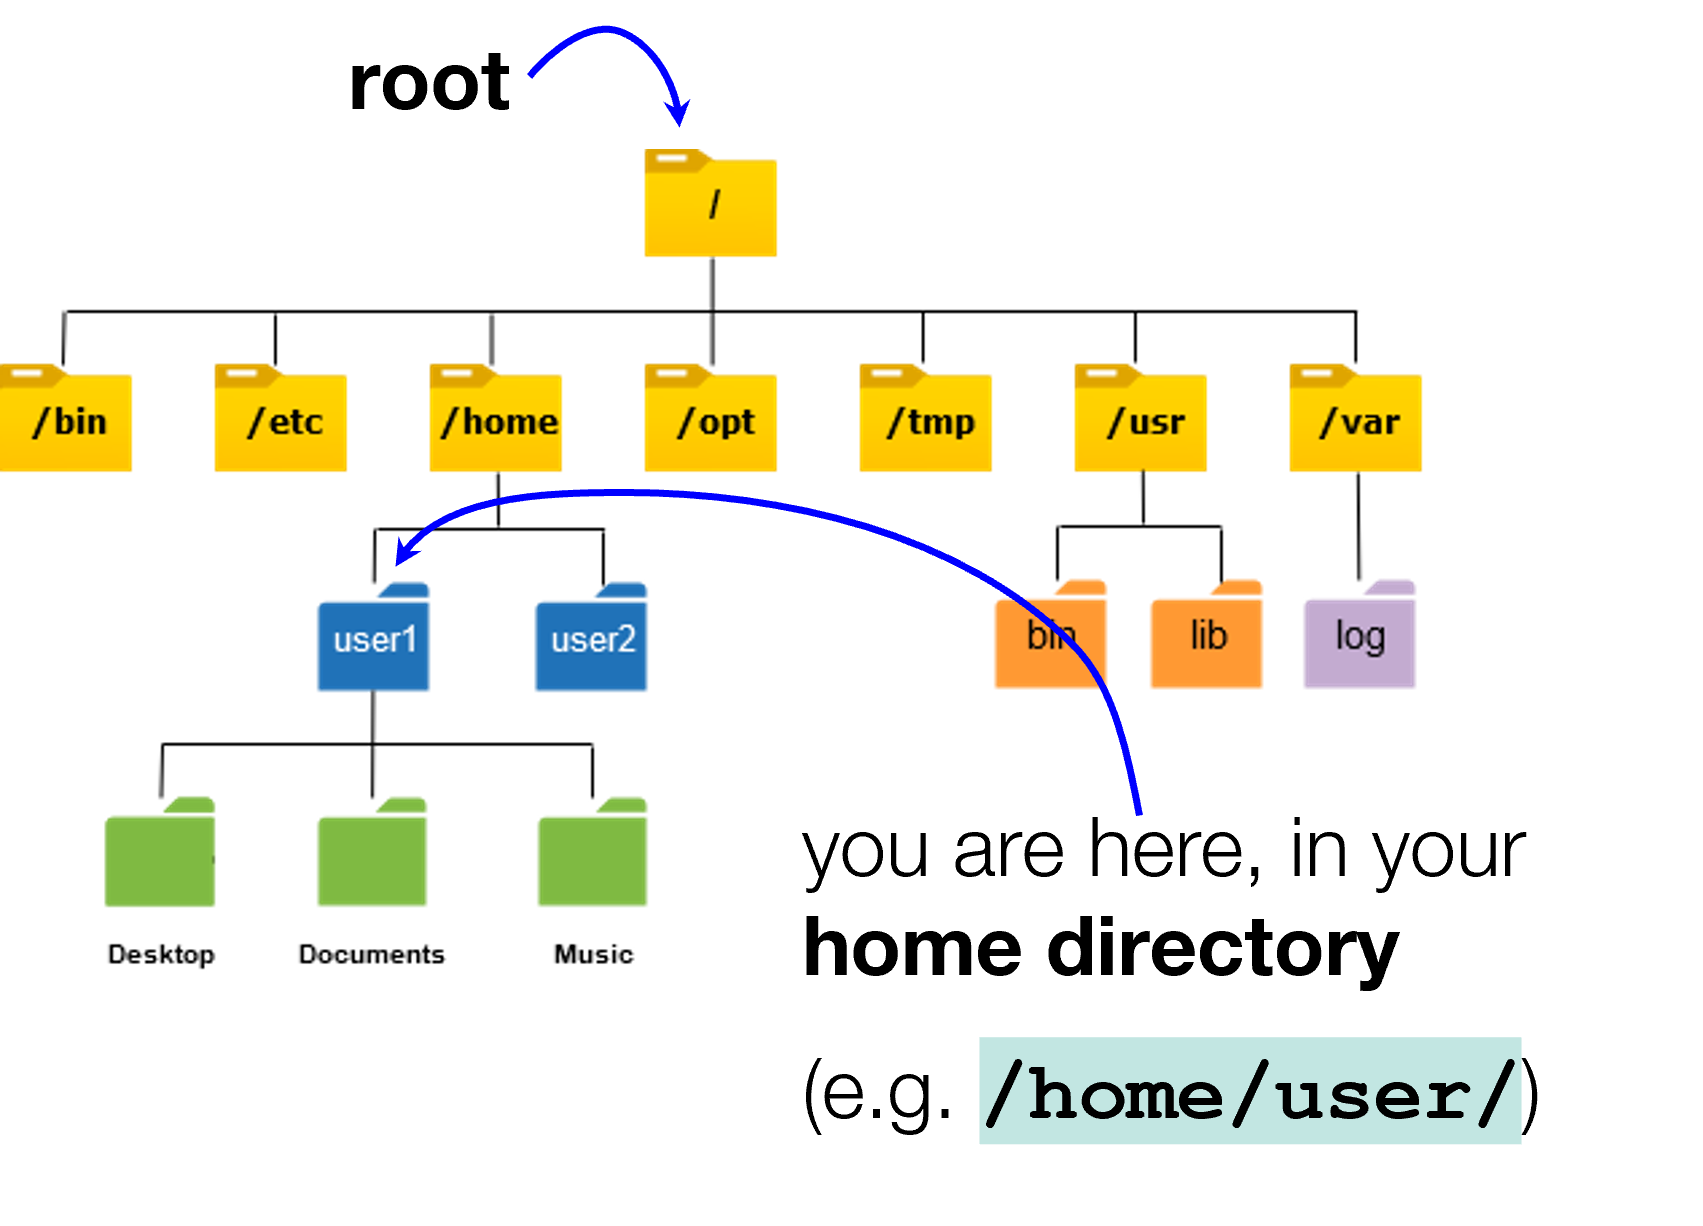 root
/
/bin /etc /home /opt /tmp /usr /var
user1 user2 bin lib log
Desktop Documents Music
you are here, in your
home directory
(e.g. /home/user/)